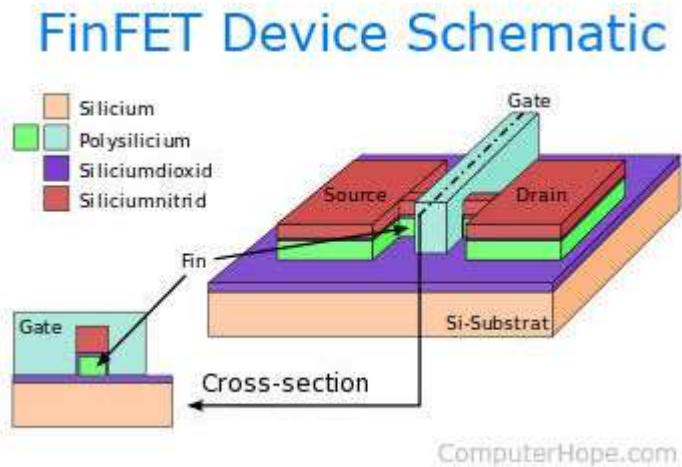 FinFET Device Schematic
Silicium
Polysilicium
Siliciumdioxid
Siliciumnitrid
Gate
Source
Drain
Fin
Gate
Si-Substrat
Cross-section
ComputerHope.com